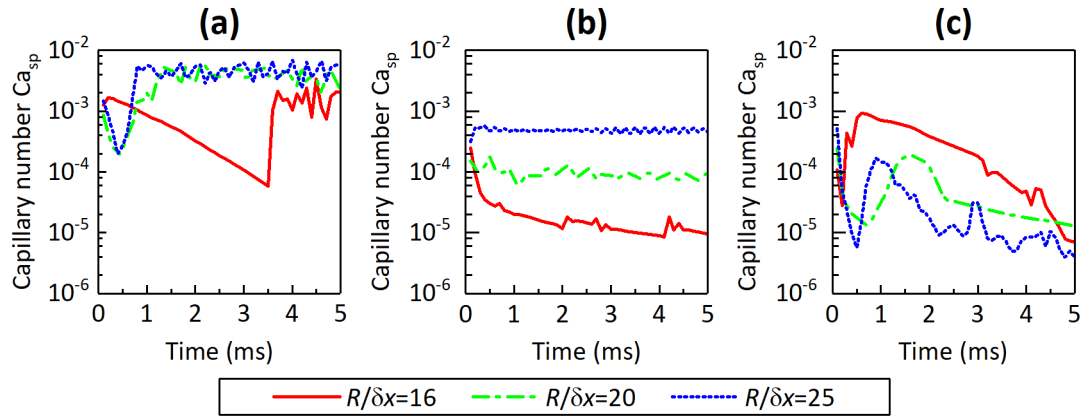 (a) (b) (c)
Capillary number Ca_sp
10⁻²
10⁻³
10⁻⁴
10⁻⁵
10⁻⁶
0 1 2 3 4 5
Time (ms)
Capillary number Ca_sp
10⁻²
10⁻³
10⁻⁴
10⁻⁵
10⁻⁶
0 1 2 3 4 5
Time (ms)
Capillary number Ca_sp
10⁻²
10⁻³
10⁻⁴
10⁻⁵
10⁻⁶
0 1 2 3 4 5
Time (ms)
R/δx=16 R/δx=20 R/δx=25